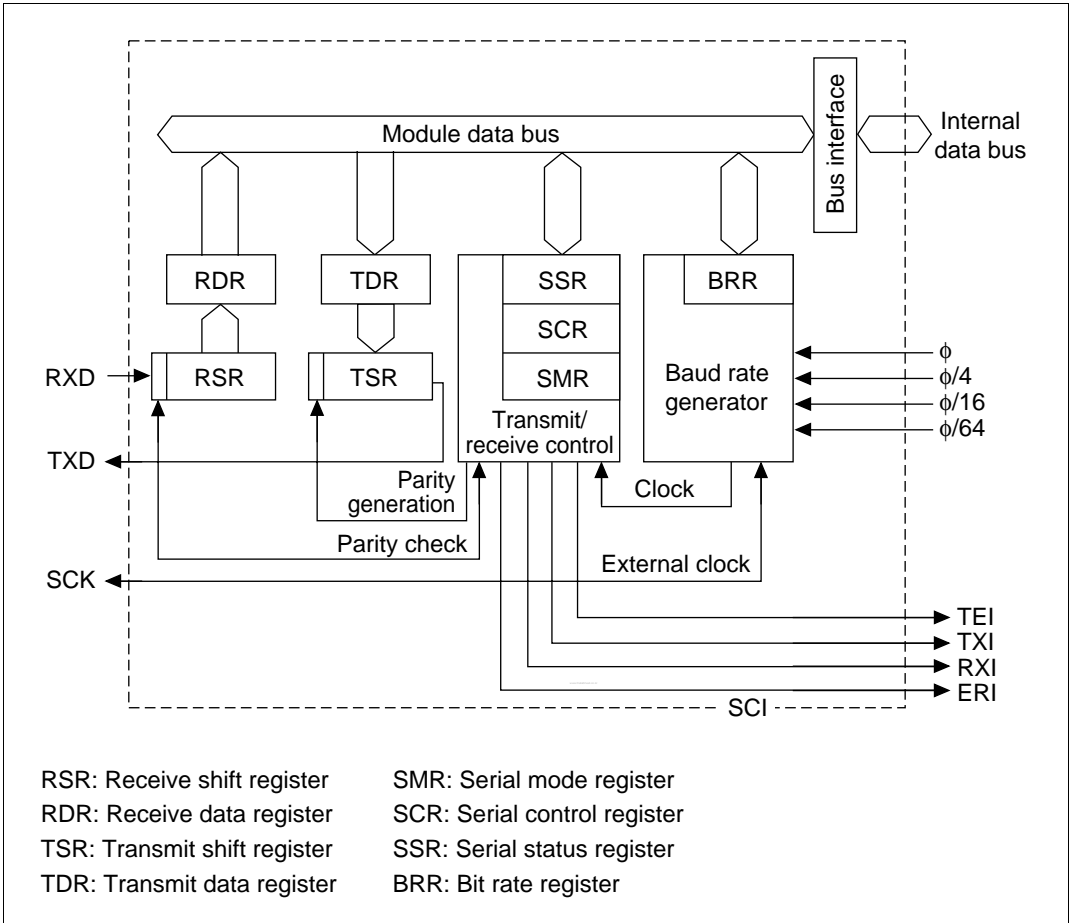 Module data bus
Bus interface
Internal
data bus
RDR
TDR
SSR
BRR
SCR
RXD
RSR
TSR
SMR
Baud rate
generator
ϕ
ϕ/4
ϕ/16
ϕ/64
Transmit/
receive control
TXD
Parity
generation
Clock
Parity check
External clock
SCK
TEI
TXI
RXI
ERI
SCI
RSR: Receive shift register
RDR: Receive data register
TSR: Transmit shift register
TDR: Transmit data register
SMR: Serial mode register
SCR: Serial control register
SSR: Serial status register
BRR: Bit rate register